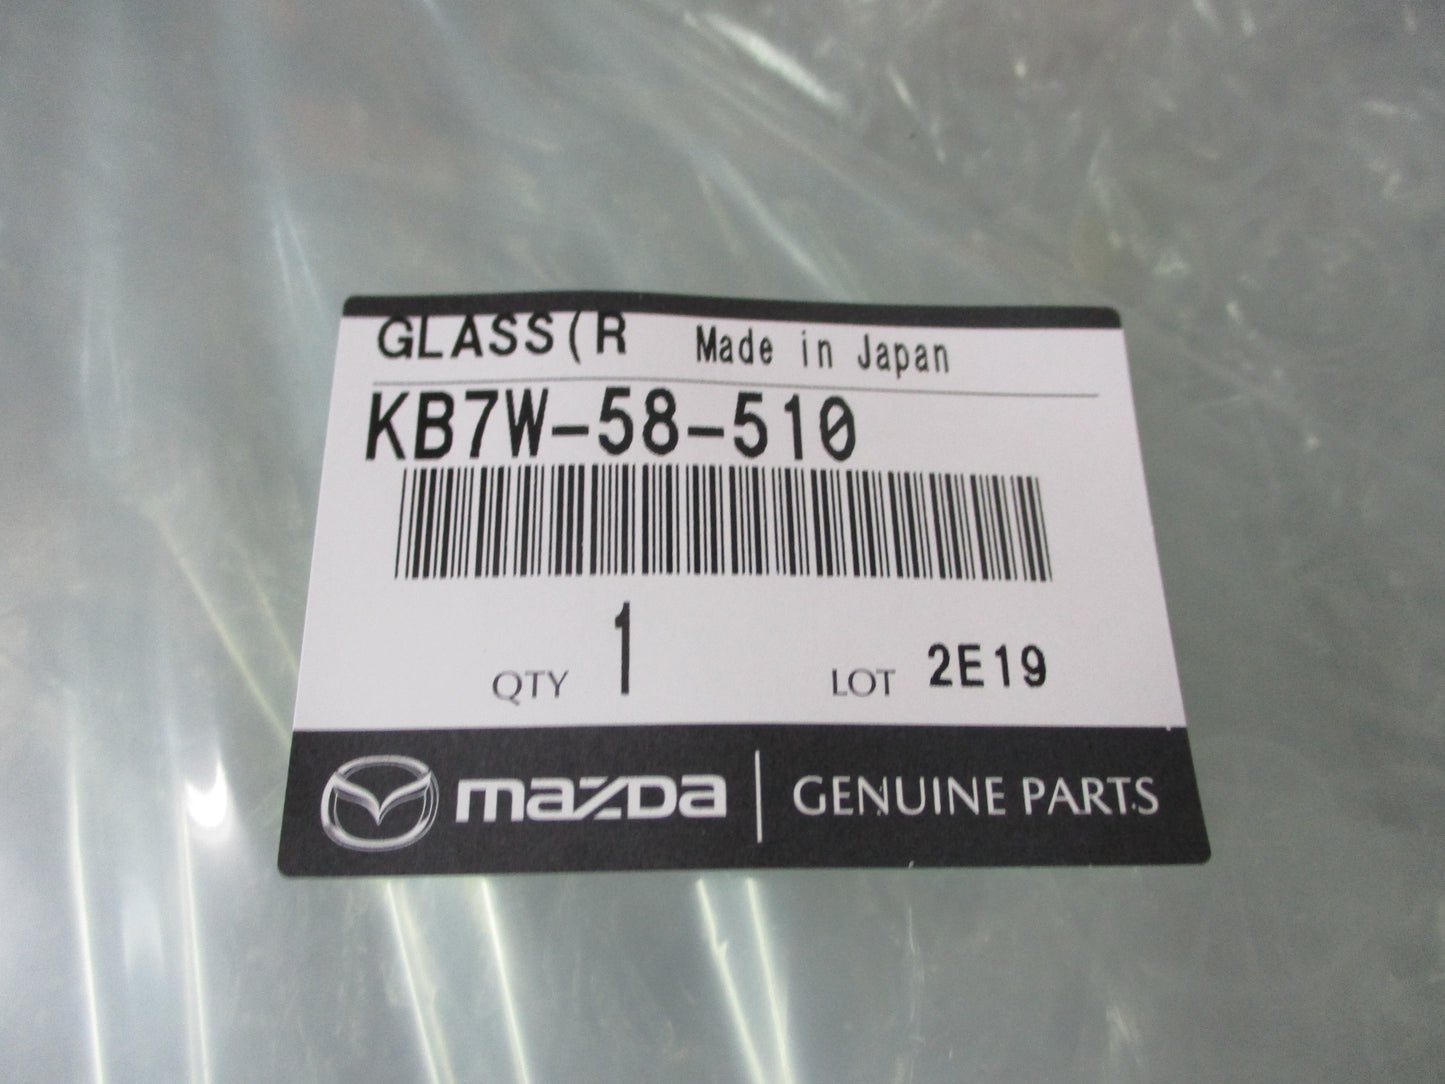 GLASS(R Made in Japan
KB7W-58-510
QTY 1 LOT 2E19
mazda GENUINE PARTS